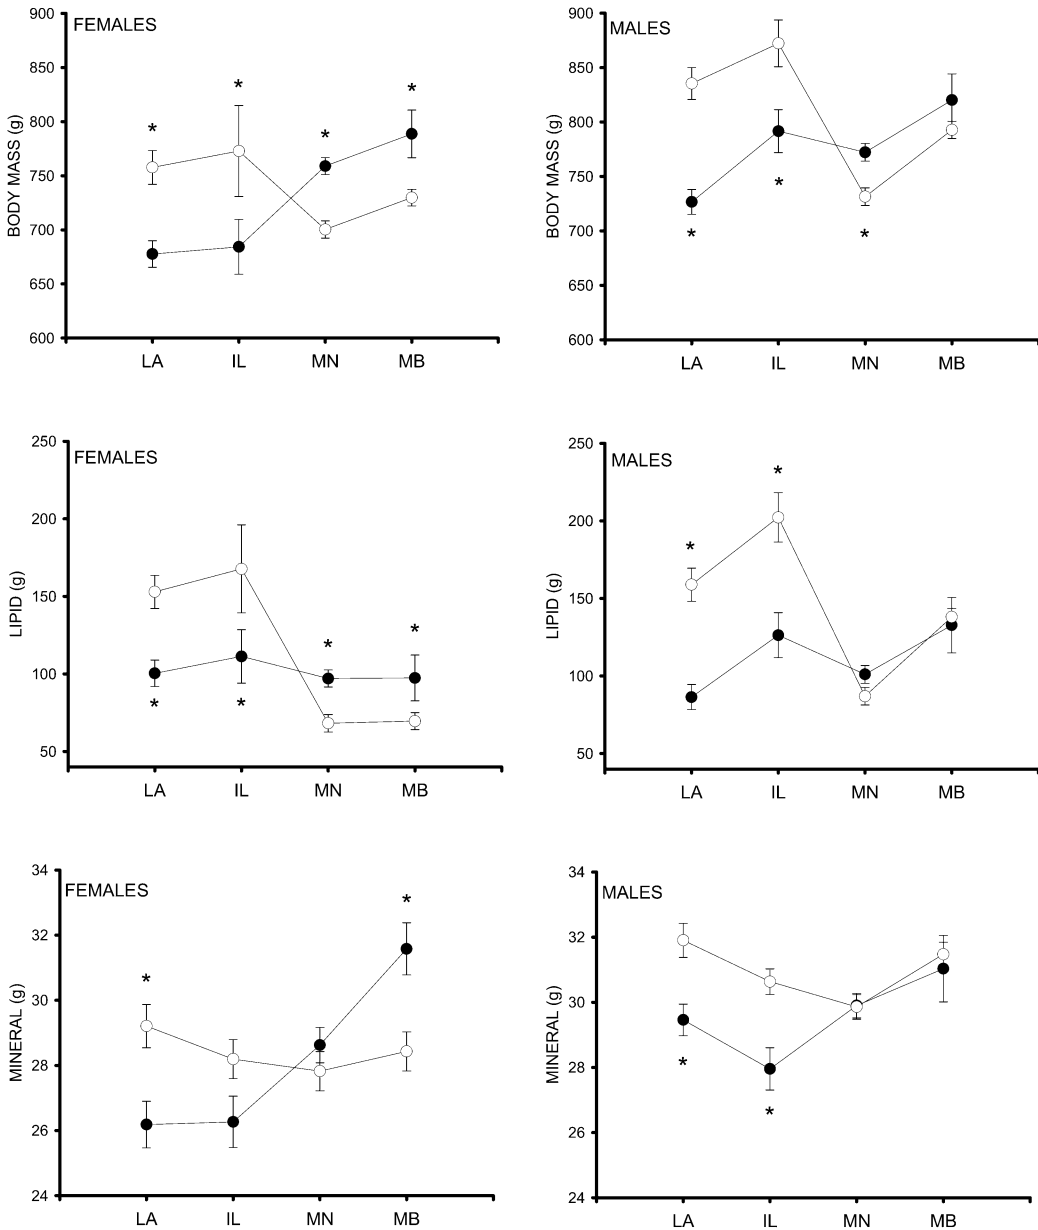 FEMALES
BODY MASS (g)
900
850
800
750
700
650
600
* * * *
LA IL MN MB
MALES
BODY MASS (g)
900
850
800
750
700
650
600
* * *
LA IL MN MB
FEMALES
LIPID (g)
250
200
150
100
50
* * * *
LA IL MN MB
MALES
LIPID (g)
250
200
150
100
50
* *
LA IL MN MB
FEMALES
MINERAL (g)
34
32
30
28
26
24
* *
LA IL MN MB
MALES
MINERAL (g)
34
32
30
28
26
24
* *
LA IL MN MB